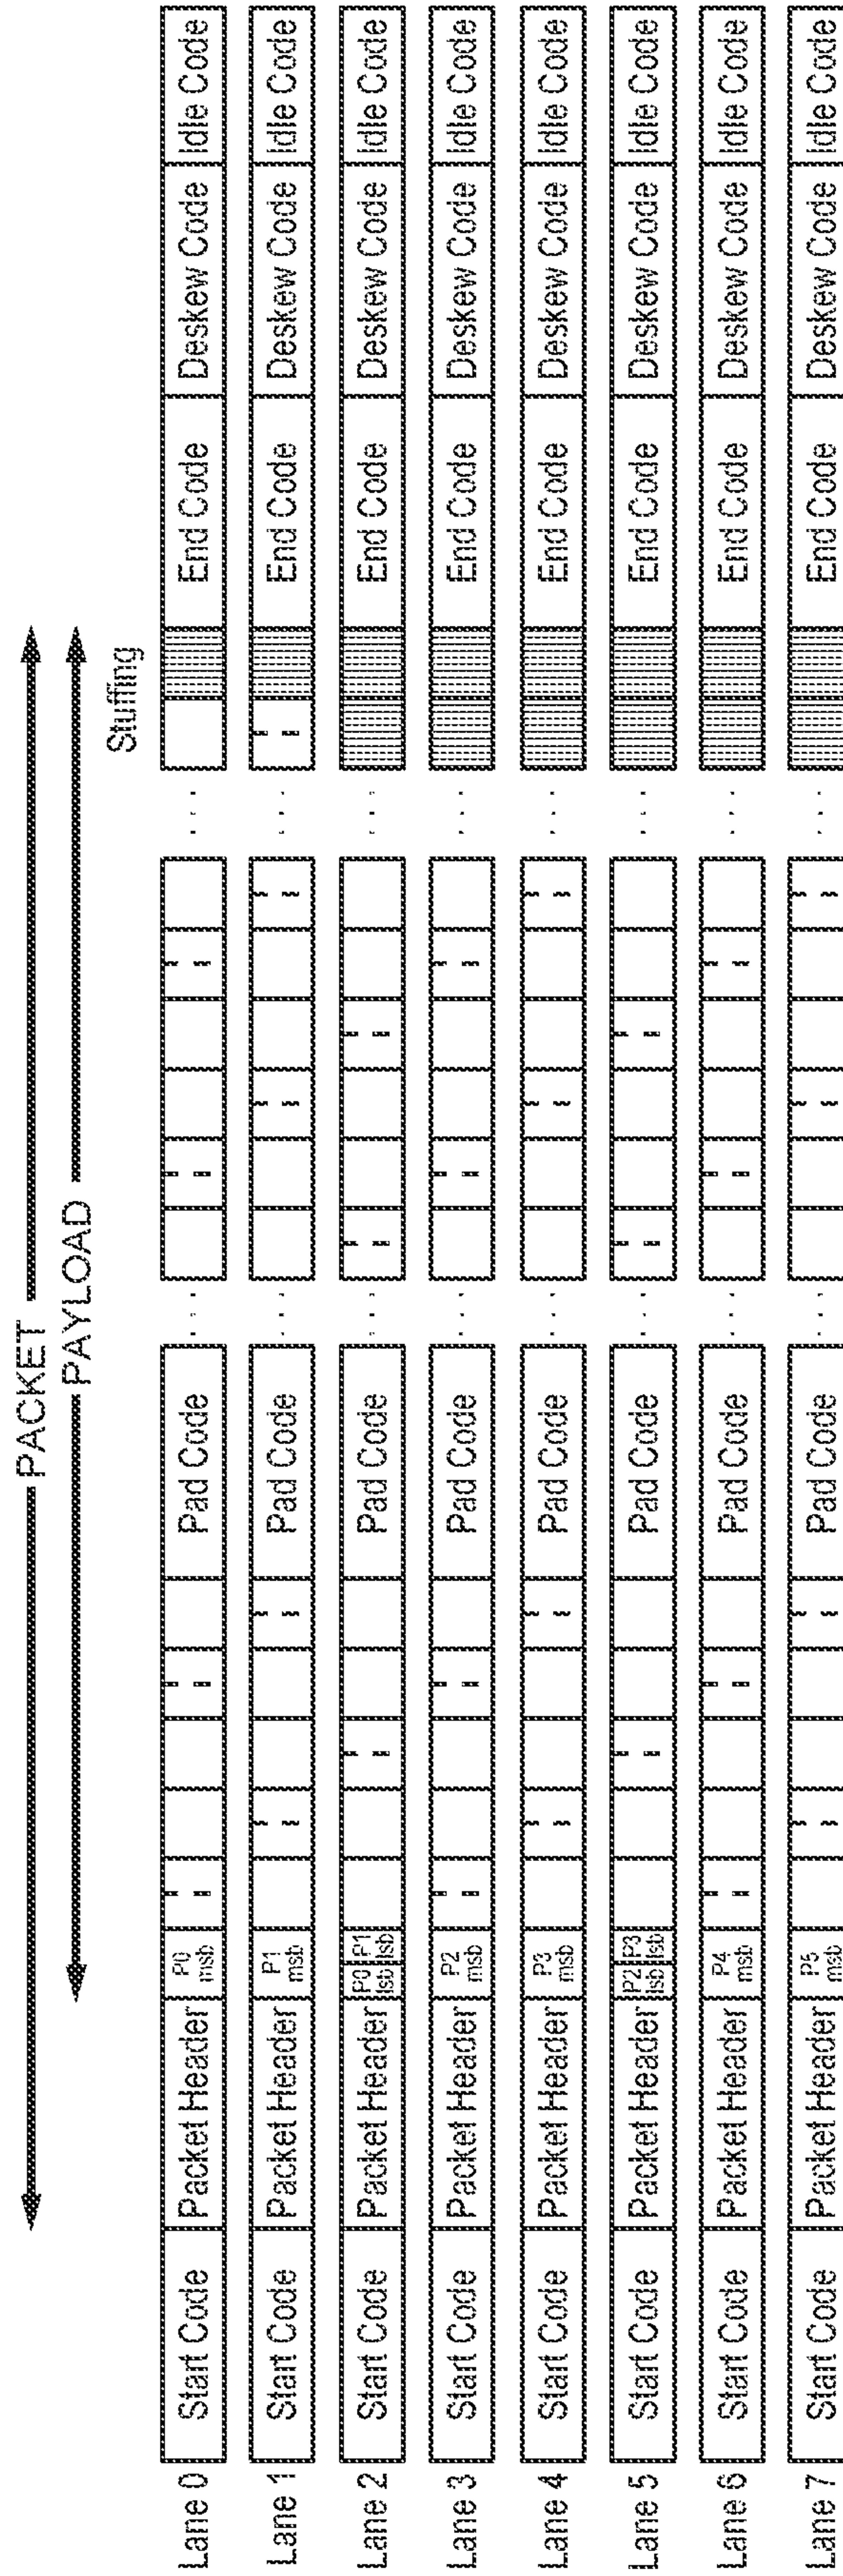 PACKET
PAYLOAD
Stuffing
Lane 0 Start Code Packet Header P0 msb ... Pad Code ... ... End Code Deskew Code Idle Code
Lane 1 Start Code Packet Header P1 msb Pad Code ... ... End Code Deskew Code Idle Code
Lane 2 Start Code Packet Header P0 lsb P1 lsb Pad Code ... ... End Code Deskew Code Idle Code
Lane 3 Start Code Packet Header P2 msb Pad Code ... ... End Code Deskew Code Idle Code
Lane 4 Start Code Packet Header P3 msb Pad Code ... ... End Code Deskew Code Idle Code
Lane 5 Start Code Packet Header P2 lsb P3 lsb Pad Code ... ... End Code Deskew Code Idle Code
Lane 6 Start Code Packet Header P4 msb Pad Code ... ... End Code Deskew Code Idle Code
Lane 7 Start Code Packet Header P5 msb Pad Code ... ... End Code Deskew Code Idle Code